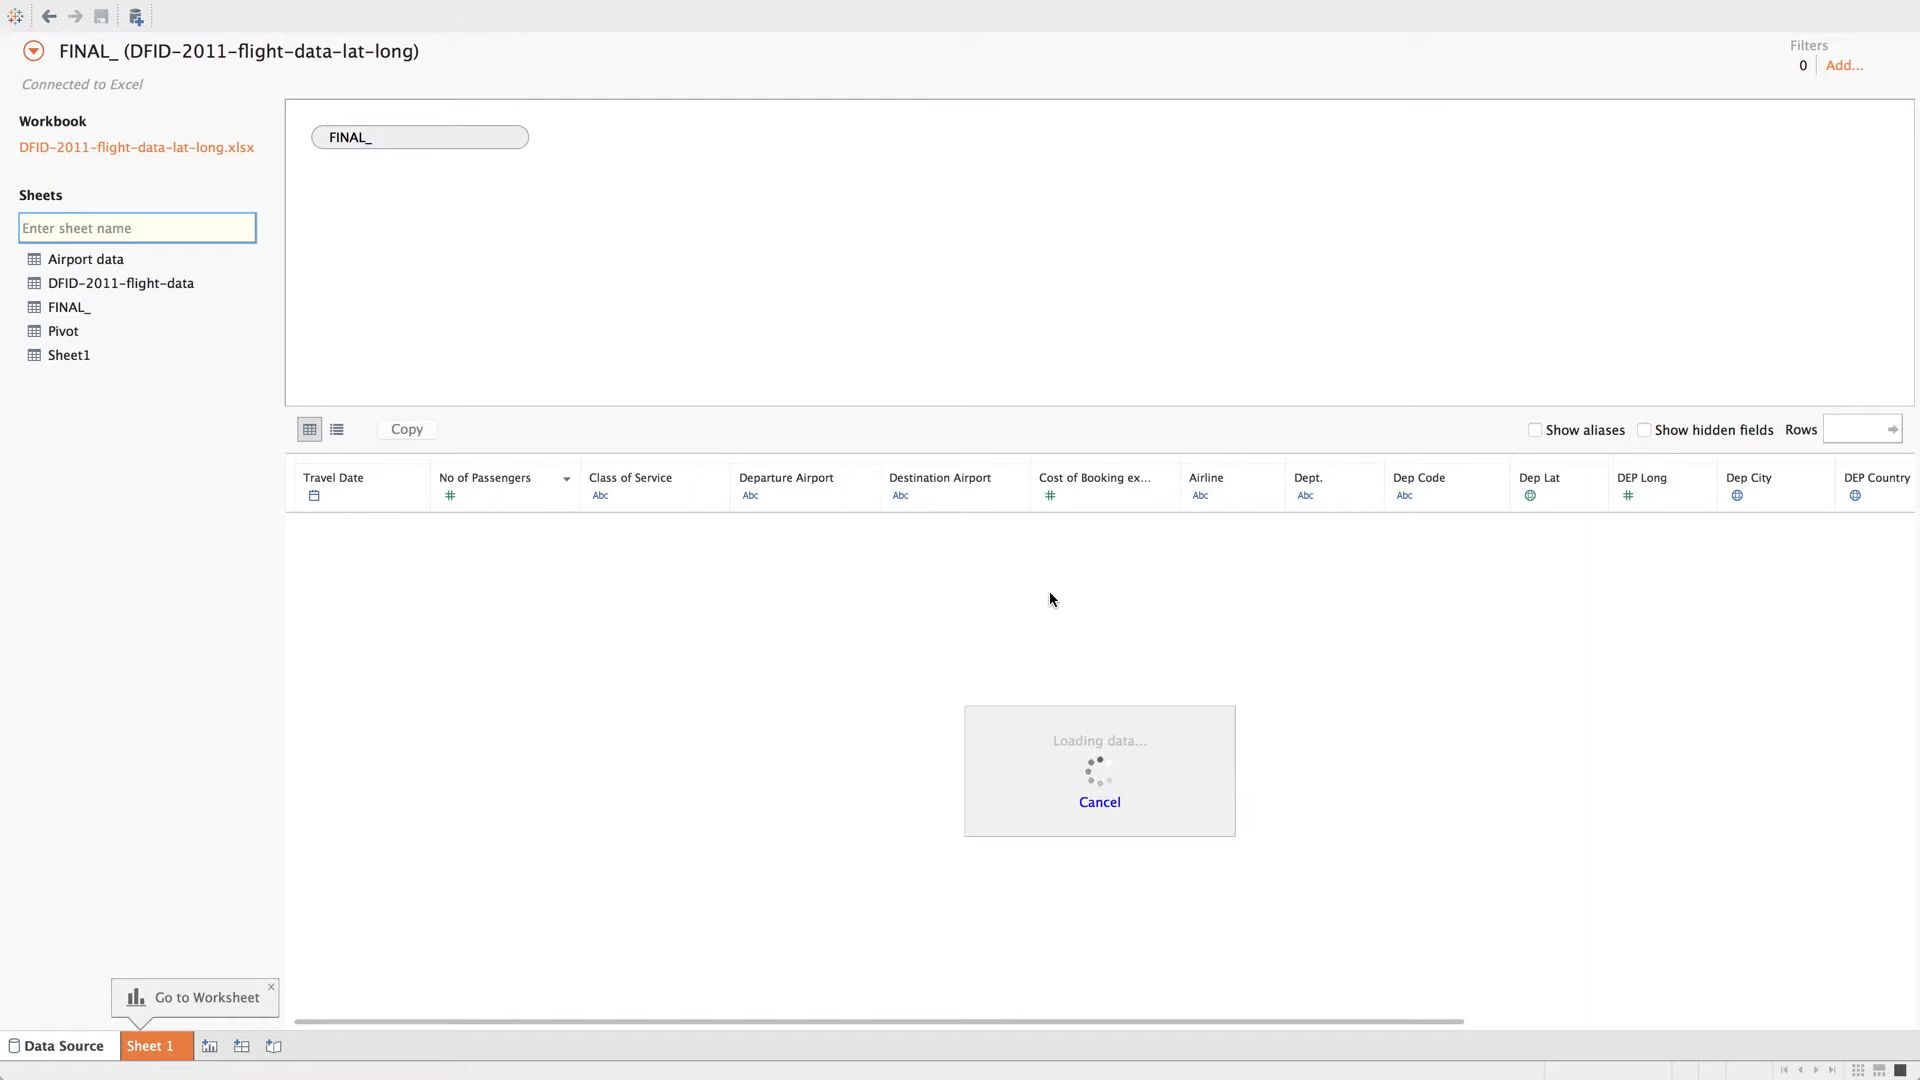 FINAL_ (DFID-2011-flight-data-lat-long)
Filters
0 Add...
Connected to Excel
Workbook
DFID-2011-flight-data-lat-long.xlsx
FINAL_
Sheets
Enter sheet name
Airport data
DFID-2011-flight-data
FINAL_
Pivot
Sheet1
Copy
Show aliases Show hidden fields Rows
Travel Date No of Passengers Class of Service Departure Airport Destination Airport Cost of Booking ex... Airline Dept. Dep Code Dep Lat DEP Long Dep City DEP Country
# Abc Abc Abc # Abc Abc Abc #
Loading data...
Cancel
Go to Worksheet x
Data Source Sheet 1